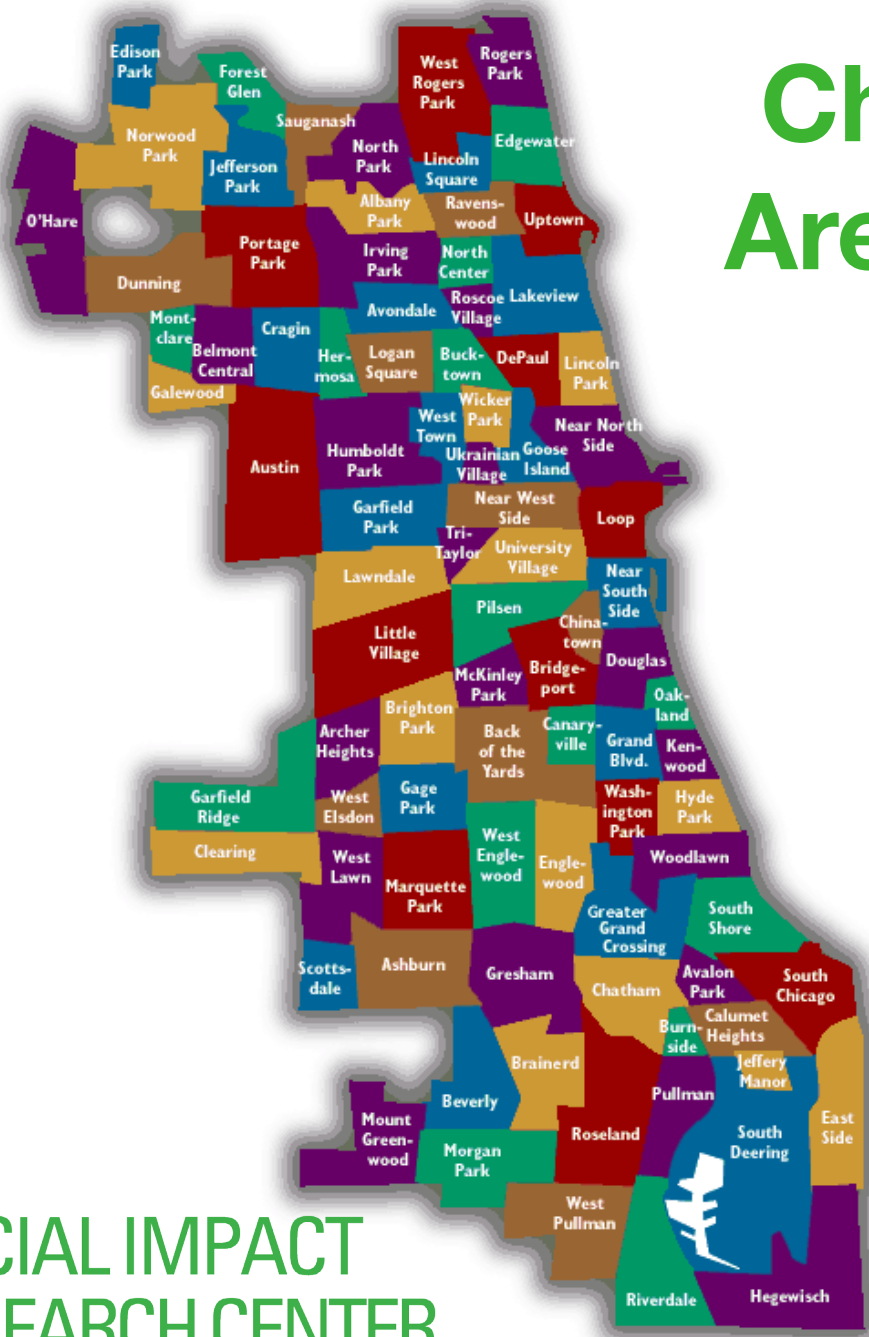 Ch
Are
Edison
Park
Forest
Glen
West
Rogers
Park
Rogers
Park
Norwood
Park
Sauganash
Jefferson
Park
North
Park
Lincoln
Square
Edgewater
O'Hare
Albany
Park
Ravens-
wood
Uptown
Dunning
Portage
Park
Irving
Park
North
Center
Mont-
clare
Belmont
Central
Cragin
Avondale
Roscoe
Village
Lakeview
Galewood
Her-
mosa
Logan
Square
Buck-
town
DePaul
Lincoln
Park
Austin
Humboldt
Park
West
Town
Wicker
Park
Ukrainian
Village
Goose
Island
Near North
Side
Garfield
Park
Near West
Side
Loop
Tri-
Taylor
University
Village
Lawndale
Near
South
Side
Pilsen
China-
town
Little
Village
McKinley
Park
Bridge-
port
Douglas
Oak-
land
Archer
Heights
Brighton
Park
Back
of the
Yards
Canary-
ville
Grand
Blvd.
Ken-
wood
Garfield
Ridge
West
Elsdon
Gage
Park
Wash-
ington
Park
Hyde
Park
Clearing
West
Lawn
Marquette
Park
West
Engle-
wood
Engle-
wood
Woodlawn
Greater
Grand
Crossing
South
Shore
Scotts-
dale
Ashburn
Gresham
Chatham
Avalon
Park
South
Chicago
Burn-
side
Calumet
Heights
Brainerd
Jeffery
Manor
Beverly
Pullman
Mount
Green-
wood
Morgan
Park
Roseland
South
Deering
East
Side
West
Pullman
Riverdale
Hegewisch
CIAL IMPACT
EARCH CENTER